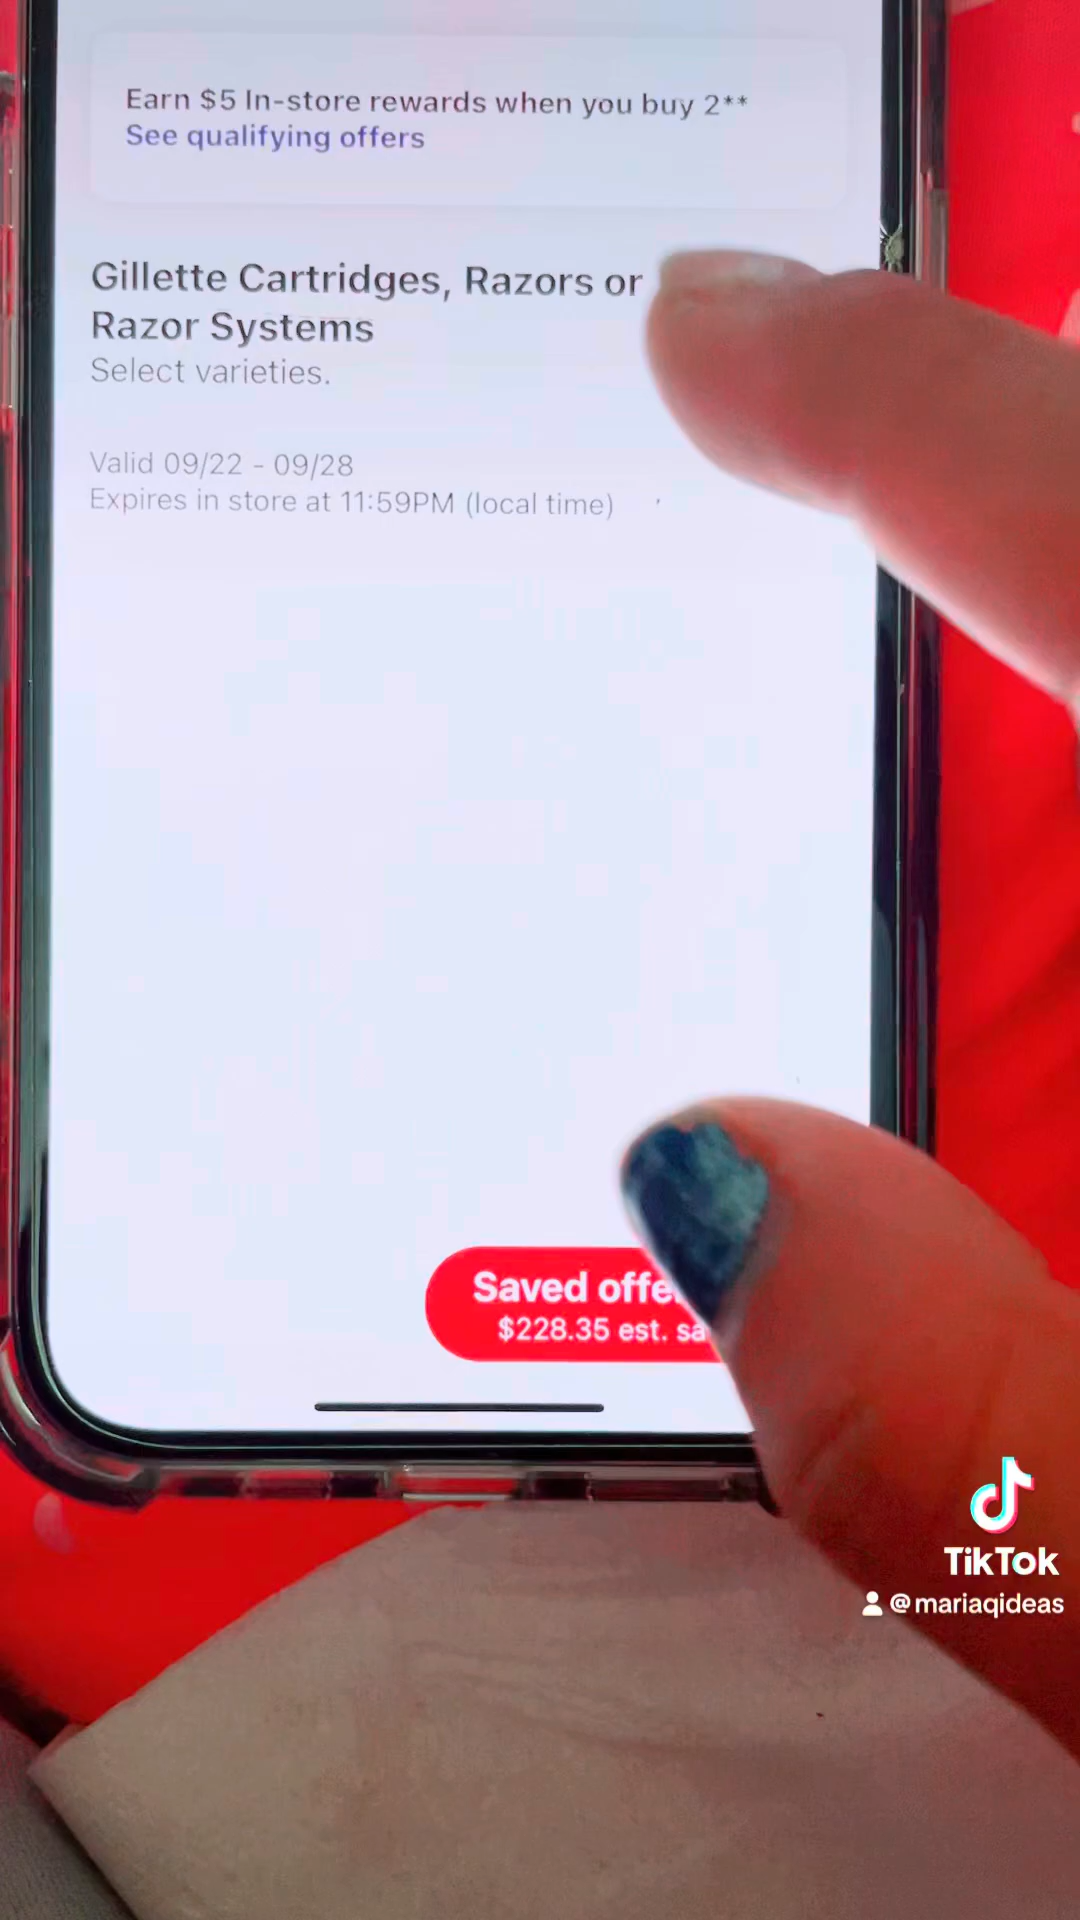 Earn $5 In-store rewards when you buy 2**
See qualifying offers
Gillette Cartridges, Razors or
Razor Systems
Select varieties.
Valid 09/22 - 09/28
Expires in store at 11:59PM (local time)
Saved
$228.35 est.
TikTok
@mariaqideas